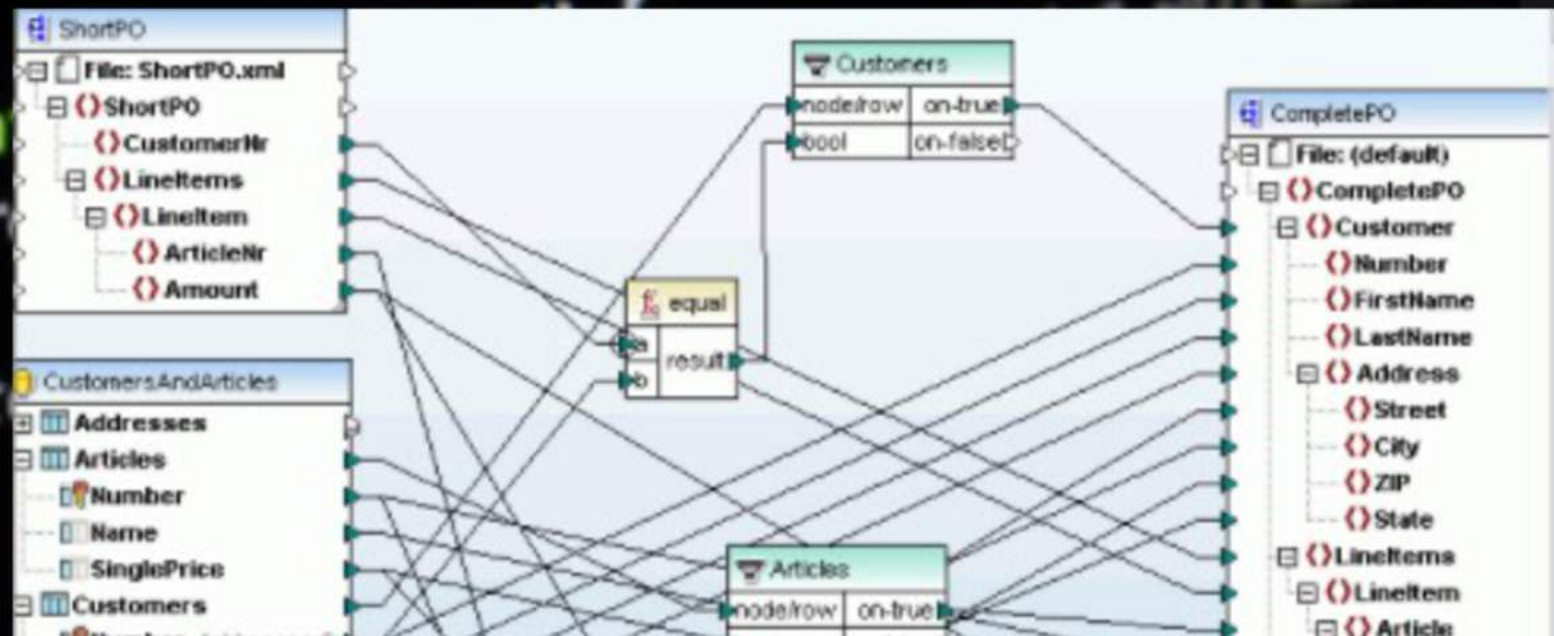 ShortPO
File: ShortPO.xml
ShortPO
CustomerNr
LineItems
LineItem
ArticleNr
Amount
CustomersAndArticles
Addresses
Articles
Number
Name
SinglePrice
Customers
Number
Customers
node/row on-true
bool on-false
equal
a
result
b
Articles
node/row on-true
CompletePO
File: (default)
CompletePO
Customer
Number
FirstName
LastName
Address
Street
City
ZIP
State
LineItems
LineItem
Article